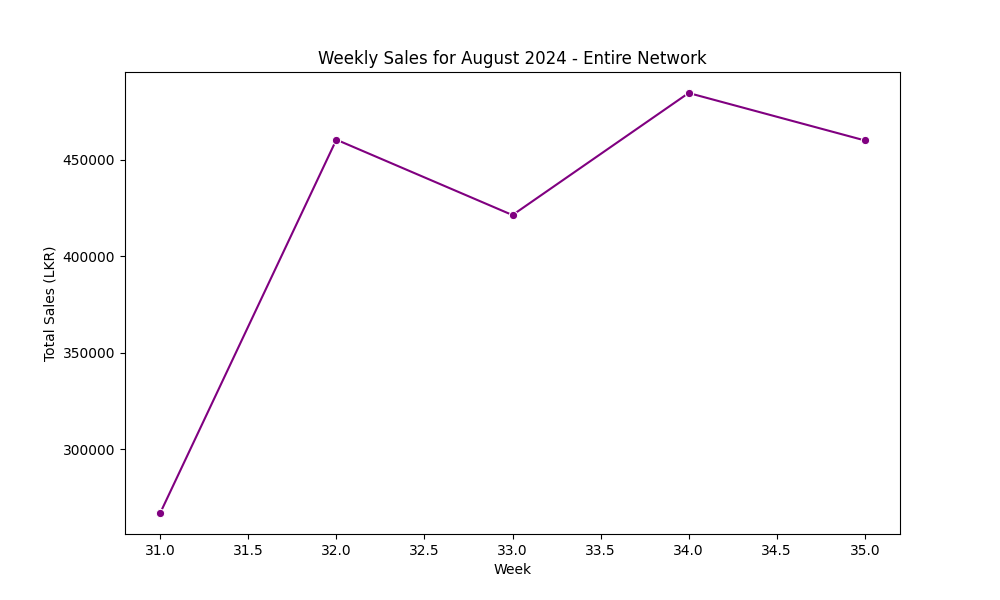 Weekly Sales for August 2024 - Entire Network
Total Sales (LKR)
450000
400000
350000
300000
31.0 31.5 32.0 32.5 33.0 33.5 34.0 34.5 35.0
Week